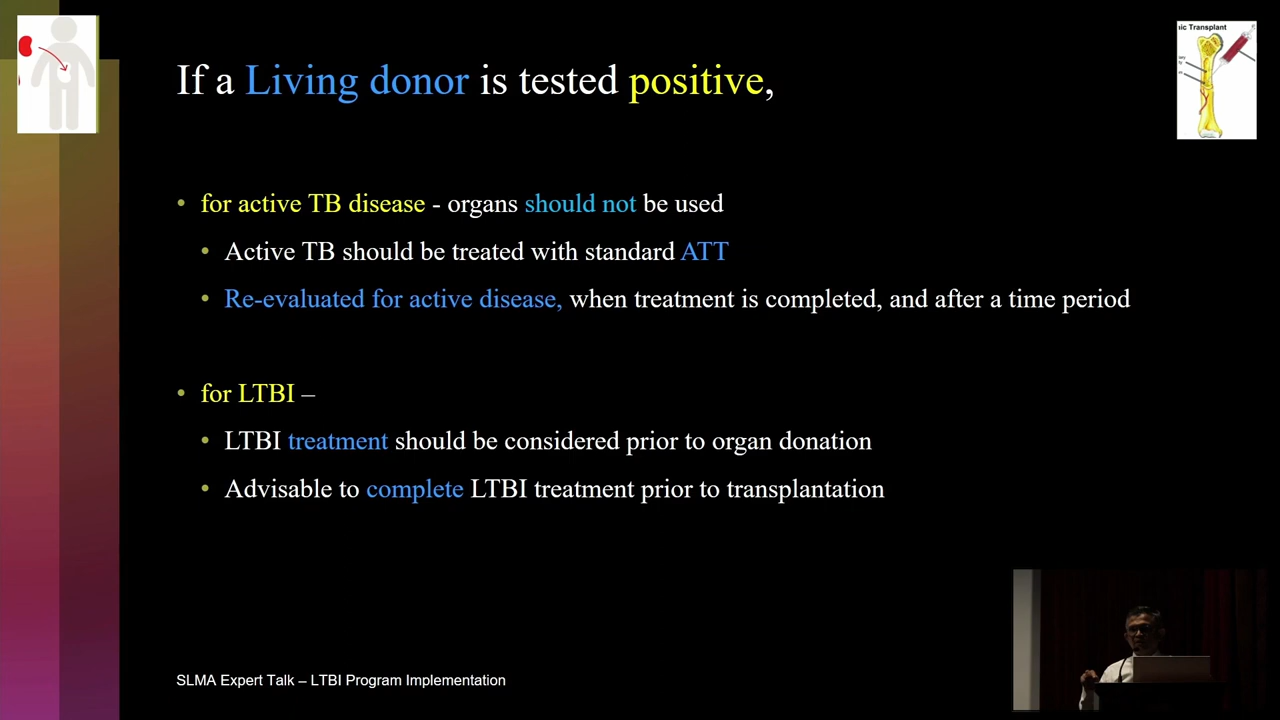 nic Transplant
If a Living donor is tested positive,
• for active TB disease - organs should not be used
• Active TB should be treated with standard ATT
• Re-evaluated for active disease, when treatment is completed, and after a time period
• for LTBI –
• LTBI treatment should be considered prior to organ donation
• Advisable to complete LTBI treatment prior to transplantation
SLMA Expert Talk – LTBI Program Implementation